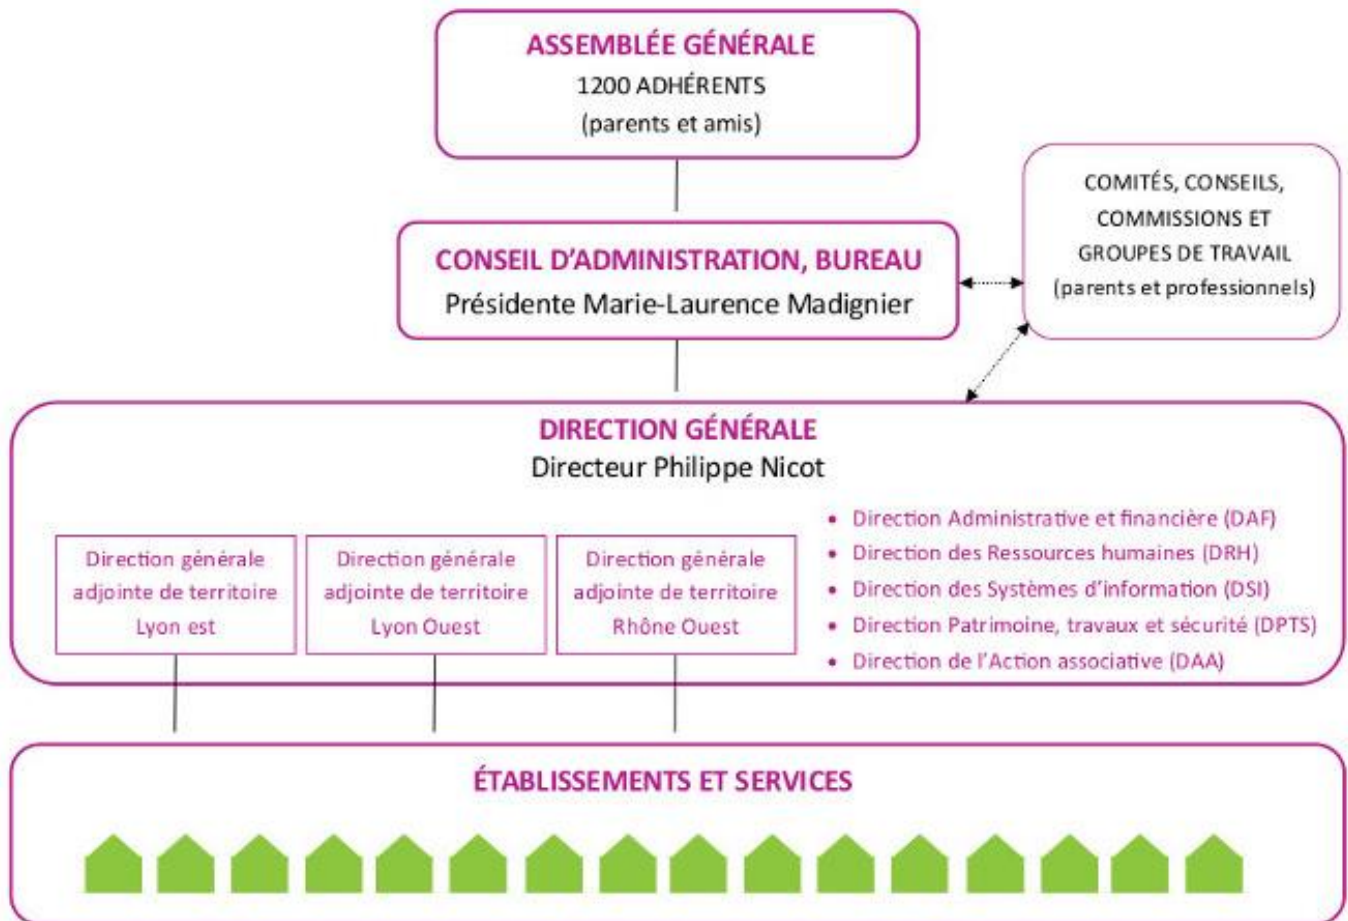 ASSEMBLÉE GÉNÉRALE
1200 ADHÉRENTS
(parents et amis)
COMITÉS, CONSEILS,
COMMISSIONS ET
GROUPES DE TRAVAIL
(parents et professionnels)
CONSEIL D’ADMINISTRATION, BUREAU
Présidente Marie-Laurence Madignier
DIRECTION GÉNÉRALE
Directeur Philippe Nicot
Direction générale
adjointe de territoire
Lyon est
Direction générale
adjointe de territoire
Lyon Ouest
Direction générale
adjointe de territoire
Rhône Ouest
• Direction Administrative et financière (DAF)
• Direction des Ressources humaines (DRH)
• Direction des Systèmes d’information (DSI)
• Direction Patrimoine, travaux et sécurité (DPTS)
• Direction de l’Action associative (DAA)
ÉTABLISSEMENTS ET SERVICES